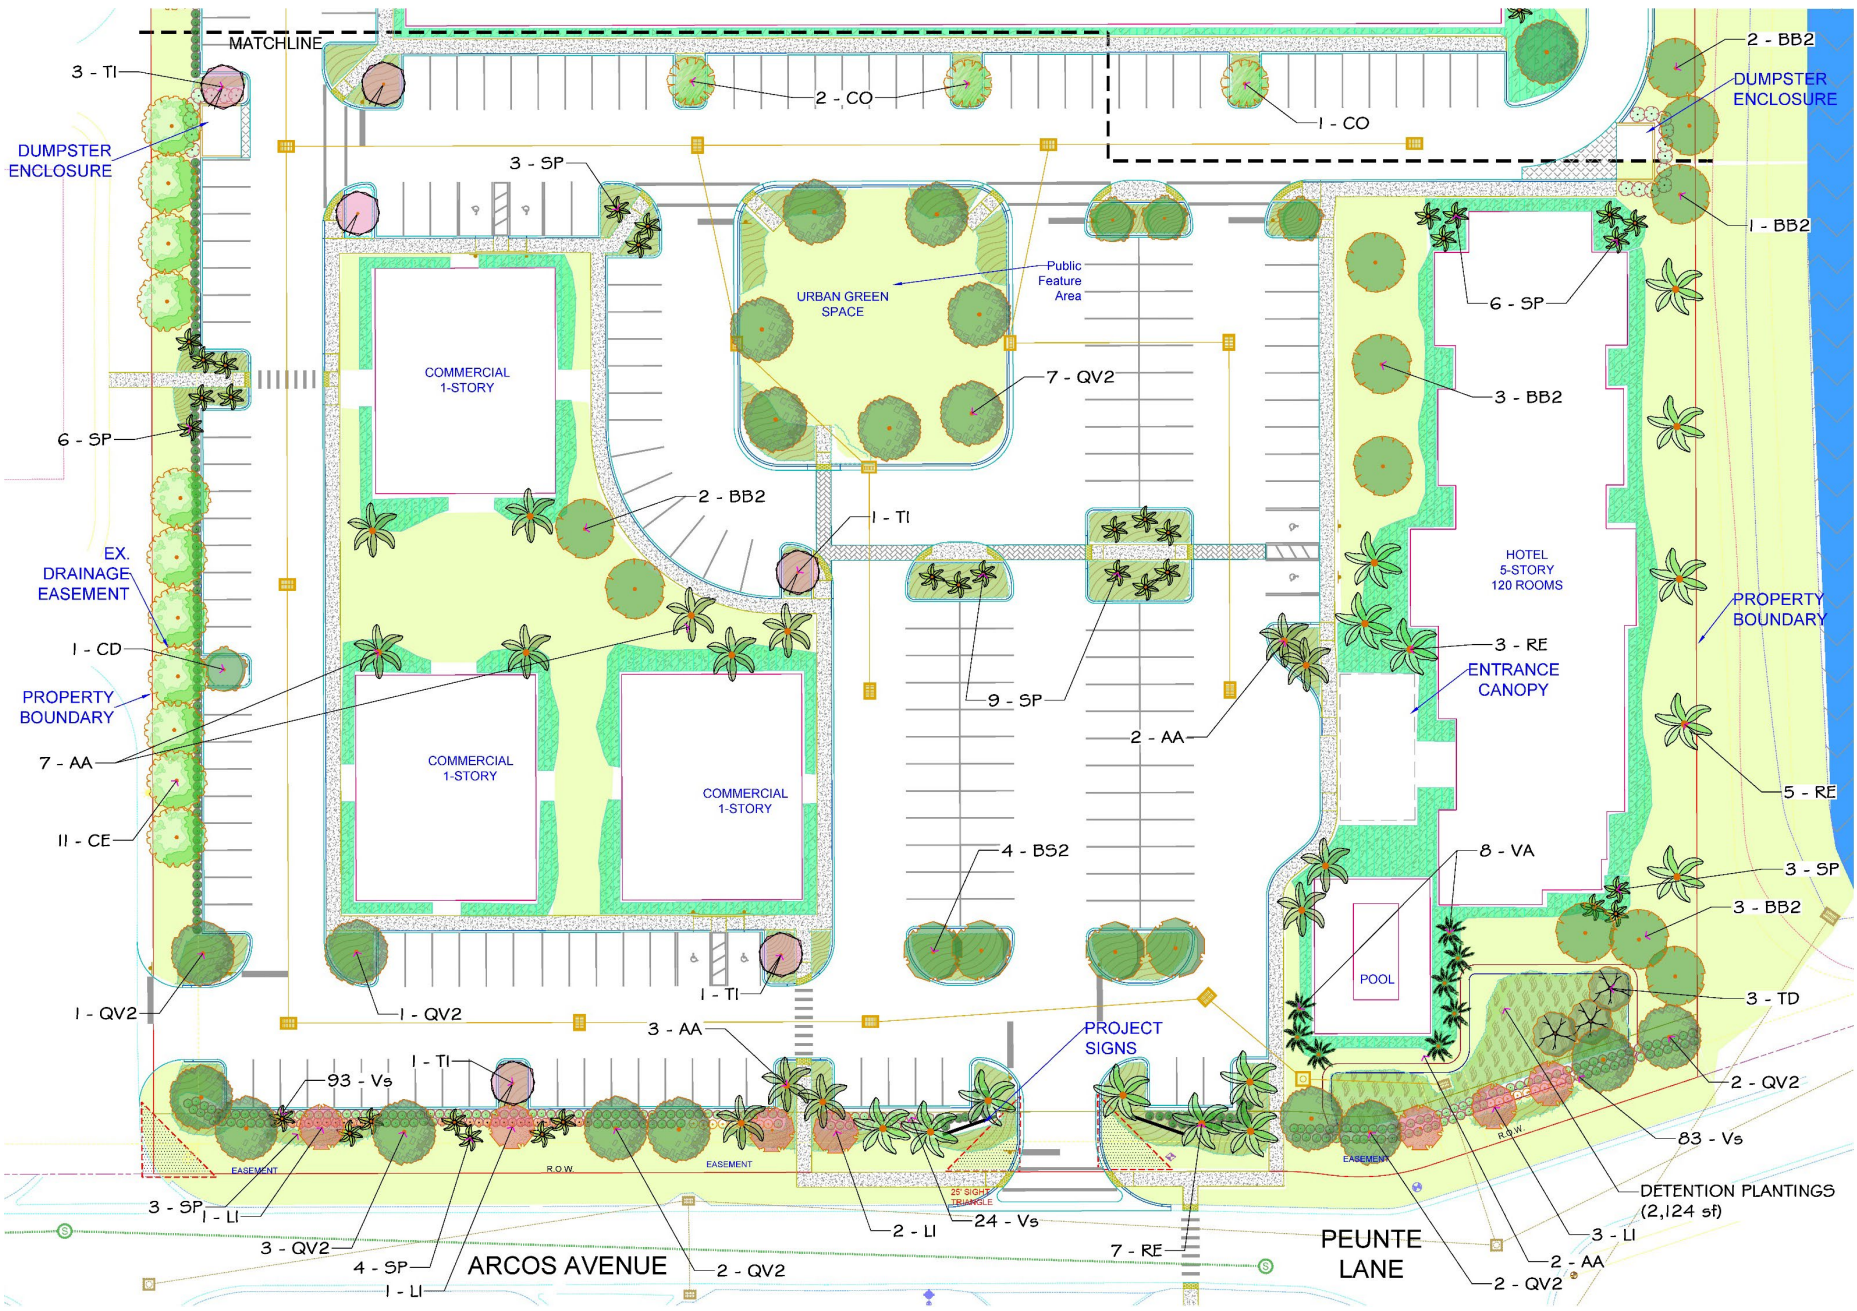 MATCHLINE
3 - TI
2 - BB2
DUMPSTER
ENCLOSURE
2 - CO
1 - CO
DUMPSTER
ENCLOSURE
3 - SP
1 - BB2
Public
Feature
Area
URBAN GREEN
SPACE
6 - SP
COMMERCIAL
1-STORY
7 - QV2
3 - BB2
6 - SP
2 - BB2
1 - TI
EX.
DRAINAGE
EASEMENT
HOTEL
5-STORY
120 ROOMS
PROPERTY
BOUNDARY
1 - CD
3 - RE
ENTRANCE
CANOPY
PROPERTY
BOUNDARY
9 - SP
2 - AA
7 - AA
COMMERCIAL
1-STORY
COMMERCIAL
1-STORY
5 - RE
11 - CE
4 - BS2
8 - VA
3 - SP
3 - BB2
POOL
1 - TI
3 - TD
1 - QV2
1 - QV2
3 - AA
PROJECT
SIGNS
1 - TI
93 - Vs
2 - QV2
83 - Vs
R.O.W.
EASEMENT
R.O.W.
EASEMENT
EASEMENT
25' SIGHT
TRIANGLE
DETENTION PLANTINGS
(2,124 sf)
3 - SP
1 - LI
24 - Vs
2 - LI
3 - LI
3 - QV2
7 - RE
PEUNTE
LANE
4 - SP
ARCOS AVENUE
2 - QV2
2 - AA
2 - QV2
1 - LI
S
S